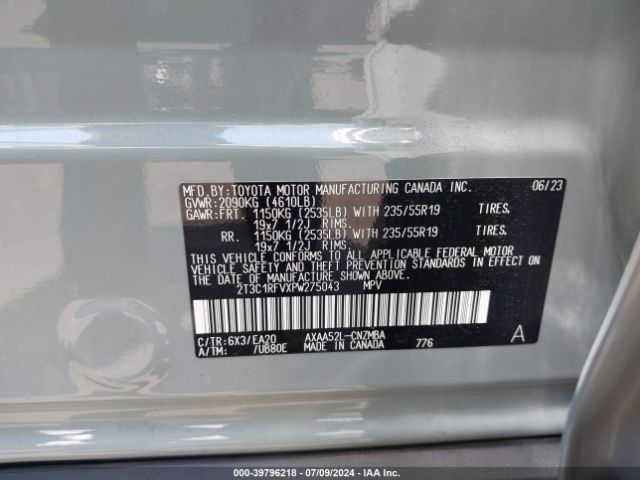 MFD.BY:TOYOTA MOTOR MANUFACTURING CANADA INC. 06/23
GVWR:2090KG (4610LB)
GAWR:FRT. 1150KG (2535LB) WITH 235/55R19 TIRES.
19x7 1/2J RIMS.
RR. 1150KG (2535LB) WITH 235/55R19 TIRES.
19x7 1/2J RIMS.
THIS VEHICLE CONFORMS TO ALL APPLICABLE FEDERAL MOTOR
VEHICLE SAFETY AND THEFT PREVENTION STANDARDS IN EFFECT
ON THE DATE OF MANUFACTURE SHOWN ABOVE.
2T3C1RFVXPW275043 MPV
C/TR:6X3/EA20 AXAA52L-CNZMBA
A/TM: /UB80E MADE IN CANADA 776 A
000-39796218 - 07/09/2024 - IAA Inc.